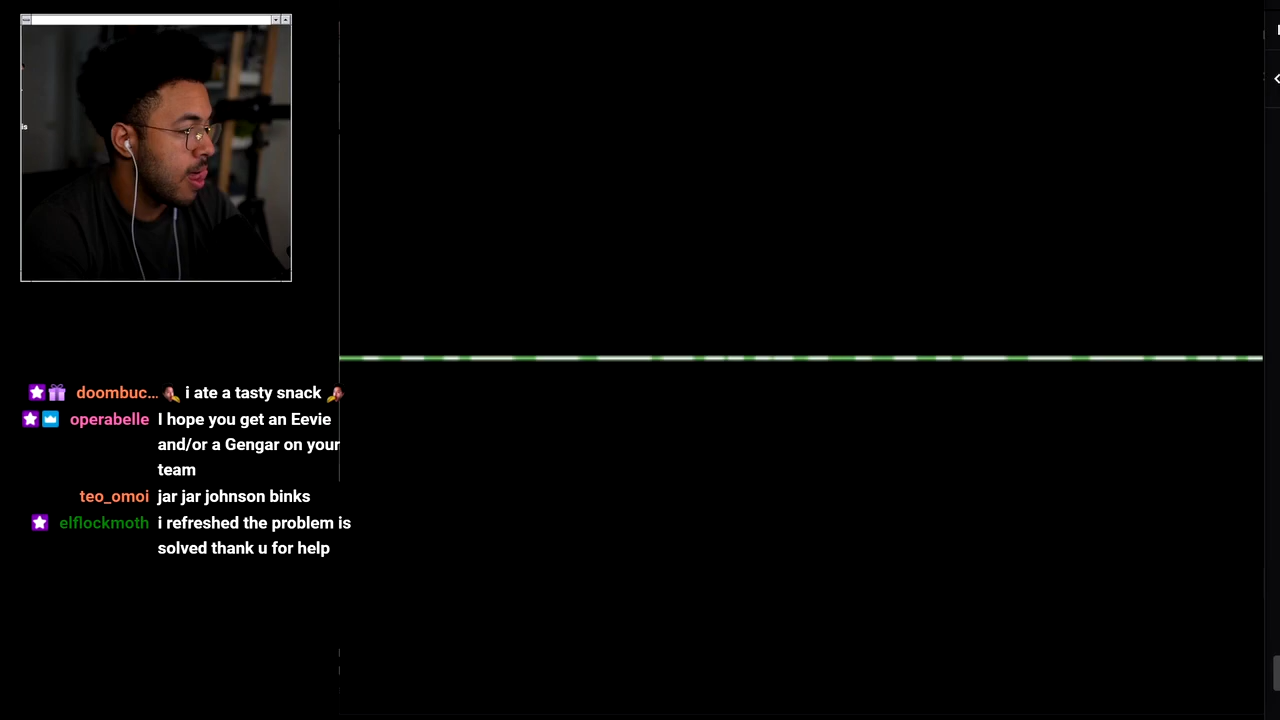 is
doombuc... i ate a tasty snack
operabelle I hope you get an Eevie
and/or a Gengar on your
team
teo_omoi jar jar johnson binks
elflockmoth i refreshed the problem is
solved thank u for help